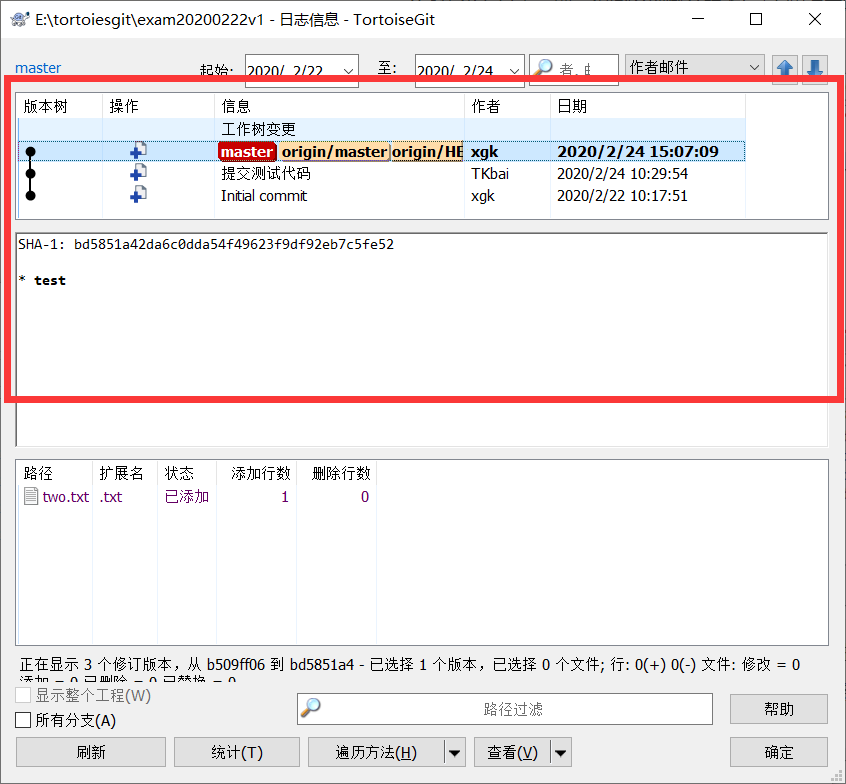 E:\tortoiesgit\exam20200222v1 - 日志信息 - TortoiseGit
master 起始: 2020/ 2/22 至: 2020/ 2/24 作者邮件
版本树 操作 信息 作者 日期
工作树变更
master origin/master origin/HE xgk 2020/2/24 15:07:09
提交测试代码 TKbai 2020/2/24 10:29:54
Initial commit xgk 2020/2/22 10:17:51
SHA-1: bd5851a42da6c0dda54f49623f9df92eb7c5fe52
* test
路径 扩展名 状态 添加行数 删除行数
two.txt .txt 已添加 1 0
正在显示 3 个修订版本，从 b509ff06 到 bd5851a4 - 已选择 1 个版本，已选择 0 个文件; 行: 0(+) 0(-) 文件: 修改 = 0
添加 = 0 已删除 = 0 已替换 = 0
显示整个工程(W)
所有分支(A) 路径过滤 帮助
刷新 统计(T) 遍历方法(H) 查看(V) 确定